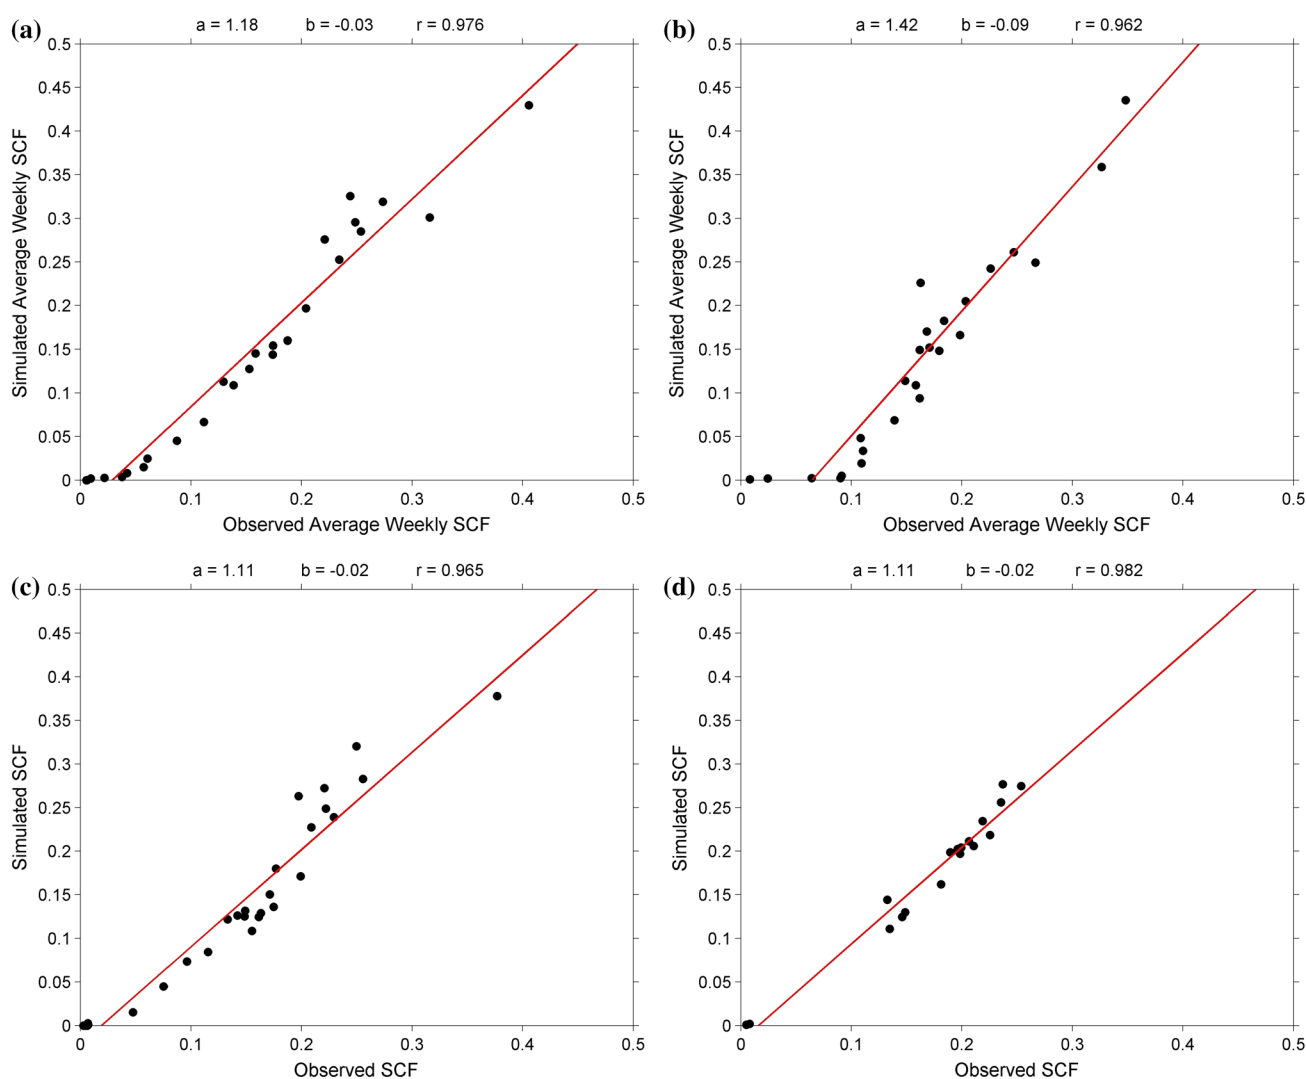 (a) a = 1.18 b = -0.03 r = 0.976
0.5
0.45
0.4
0.35
0.3
0.25
0.2
0.15
0.1
0.05
0
Simulated Average Weekly SCF
0 0.1 0.2 0.3 0.4 0.5
Observed Average Weekly SCF
(b) a = 1.42 b = -0.09 r = 0.962
0.5
0.45
0.4
0.35
0.3
0.25
0.2
0.15
0.1
0.05
0
Simulated Average Weekly SCF
0 0.1 0.2 0.3 0.4 0.5
Observed Average Weekly SCF
(c) a = 1.11 b = -0.02 r = 0.965
0.5
0.45
0.4
0.35
0.3
0.25
0.2
0.15
0.1
0.05
0
Simulated SCF
0 0.1 0.2 0.3 0.4 0.5
Observed SCF
(d) a = 1.11 b = -0.02 r = 0.982
0.5
0.45
0.4
0.35
0.3
0.25
0.2
0.15
0.1
0.05
0
Simulated SCF
0 0.1 0.2 0.3 0.4 0.5
Observed SCF